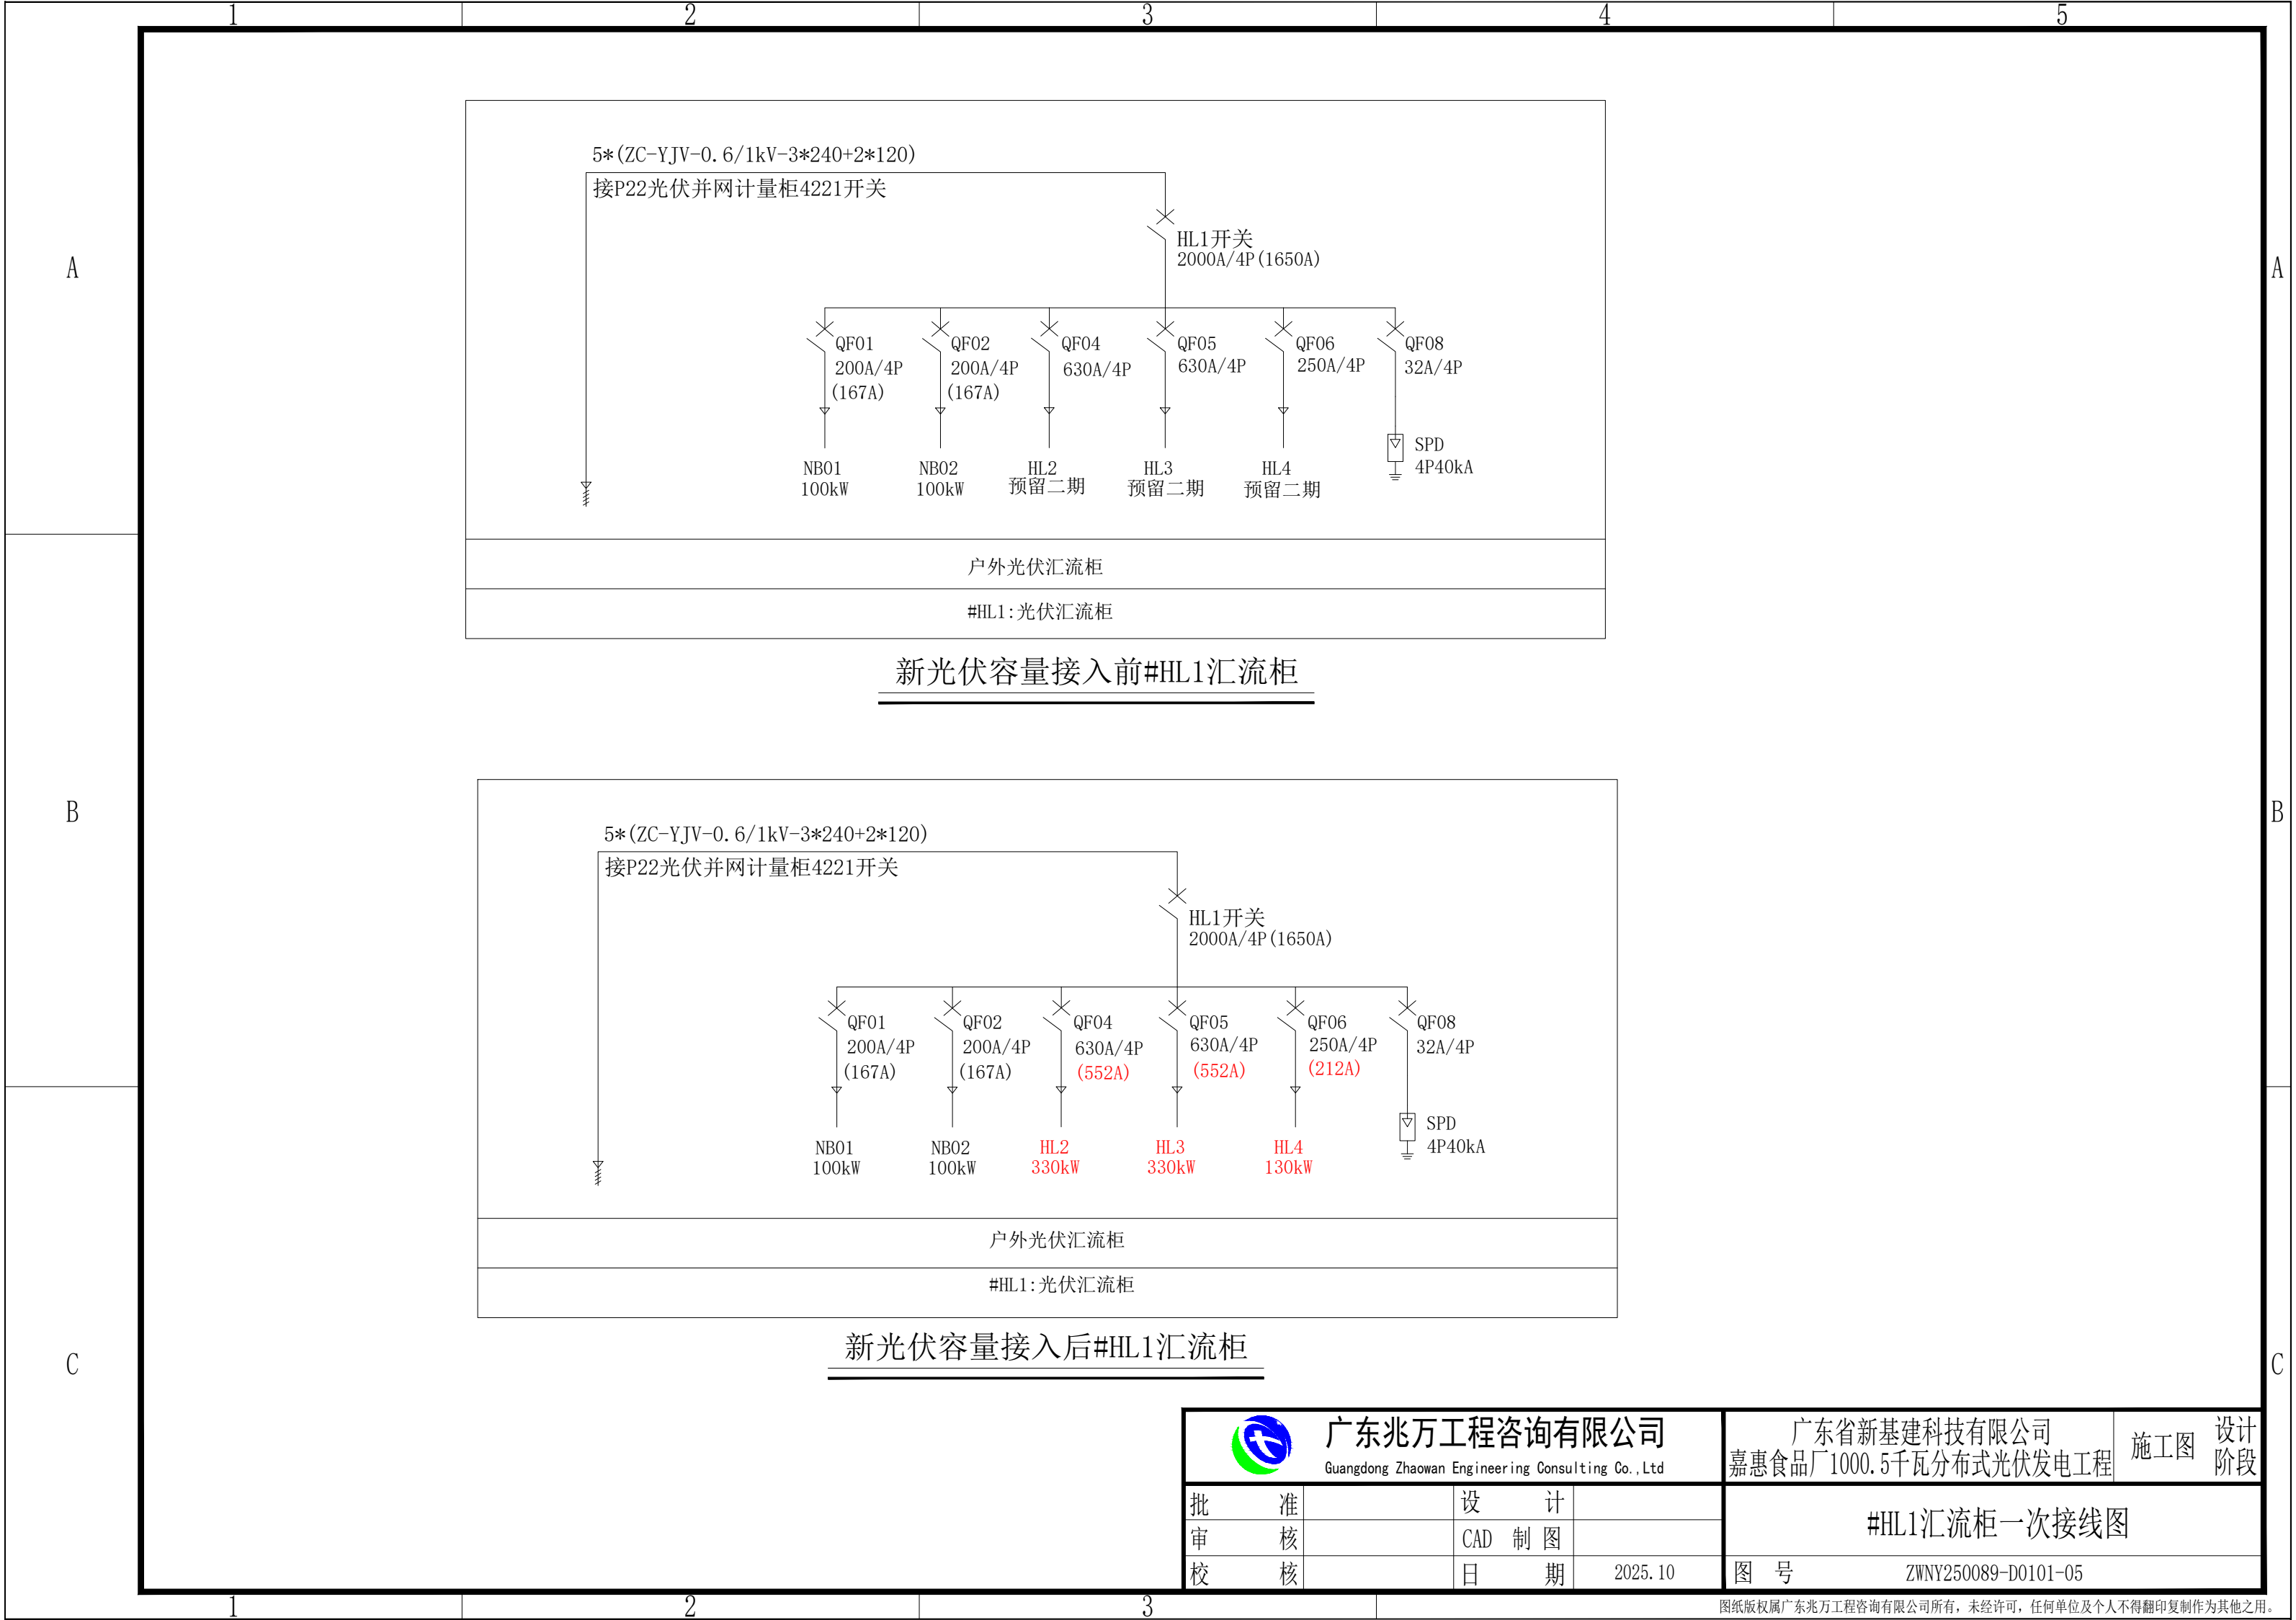 1 2 3 4 5
A A
5*(ZC-YJV-0.6/1kV-3*240+2*120)
接P22光伏并网计量柜4221开关
HL1开关
2000A/4P(1650A)
QF01 QF02 QF04 QF05 QF06 QF08
200A/4P 200A/4P 630A/4P 630A/4P 250A/4P 32A/4P
(167A) (167A)
SPD
4P40kA
NB01 NB02 HL2 HL3 HL4
100kW 100kW 预留二期 预留二期 预留二期
户外光伏汇流柜
#HL1:光伏汇流柜
新光伏容量接入前#HL1汇流柜
B B
5*(ZC-YJV-0.6/1kV-3*240+2*120)
接P22光伏并网计量柜4221开关
HL1开关
2000A/4P(1650A)
QF01 QF02 QF04 QF05 QF06 QF08
200A/4P 200A/4P 630A/4P 630A/4P 250A/4P 32A/4P
(167A) (167A) (552A) (552A) (212A)
SPD
4P40kA
NB01 NB02 HL2 HL3 HL4
100kW 100kW 330kW 330kW 130kW
户外光伏汇流柜
#HL1:光伏汇流柜
新光伏容量接入后#HL1汇流柜
C C
广东兆万工程咨询有限公司
Guangdong Zhaowan Engineering Consulting Co.,Ltd
广东省新基建科技有限公司
嘉惠食品厂1000.5千瓦分布式光伏发电工程
施工图
设计
阶段
批 准 设 计
审 核 CAD 制 图
校 核 日 期 2025.10
#HL1汇流柜一次接线图
图 号 ZWNY250089-D0101-05
1 2 3
图纸版权属广东兆万工程咨询有限公司所有，未经许可，任何单位及个人不得翻印复制作为其他之用。